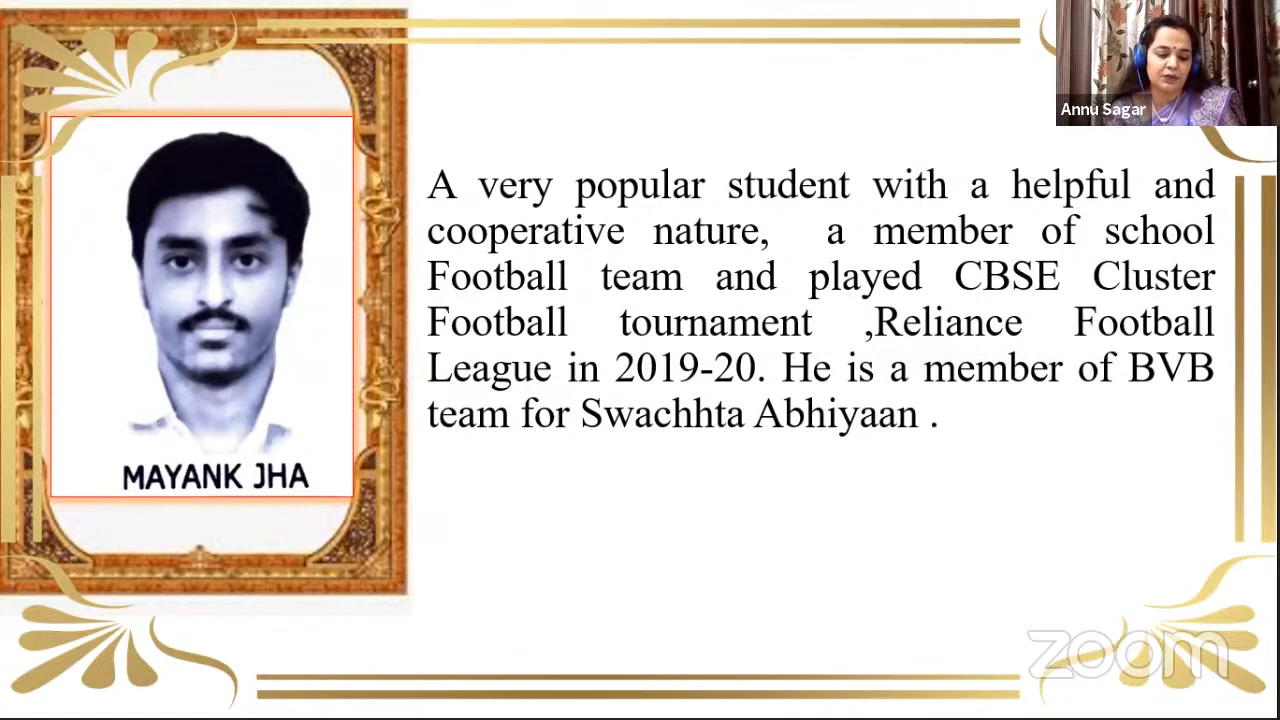 Annu Sagar
A very popular student with a helpful and
cooperative nature, a member of school
Football team and played CBSE Cluster
Football tournament ,Reliance Football
League in 2019-20. He is a member of BVB
team for Swachhta Abhiyaan .
MAYANK JHA
zoom